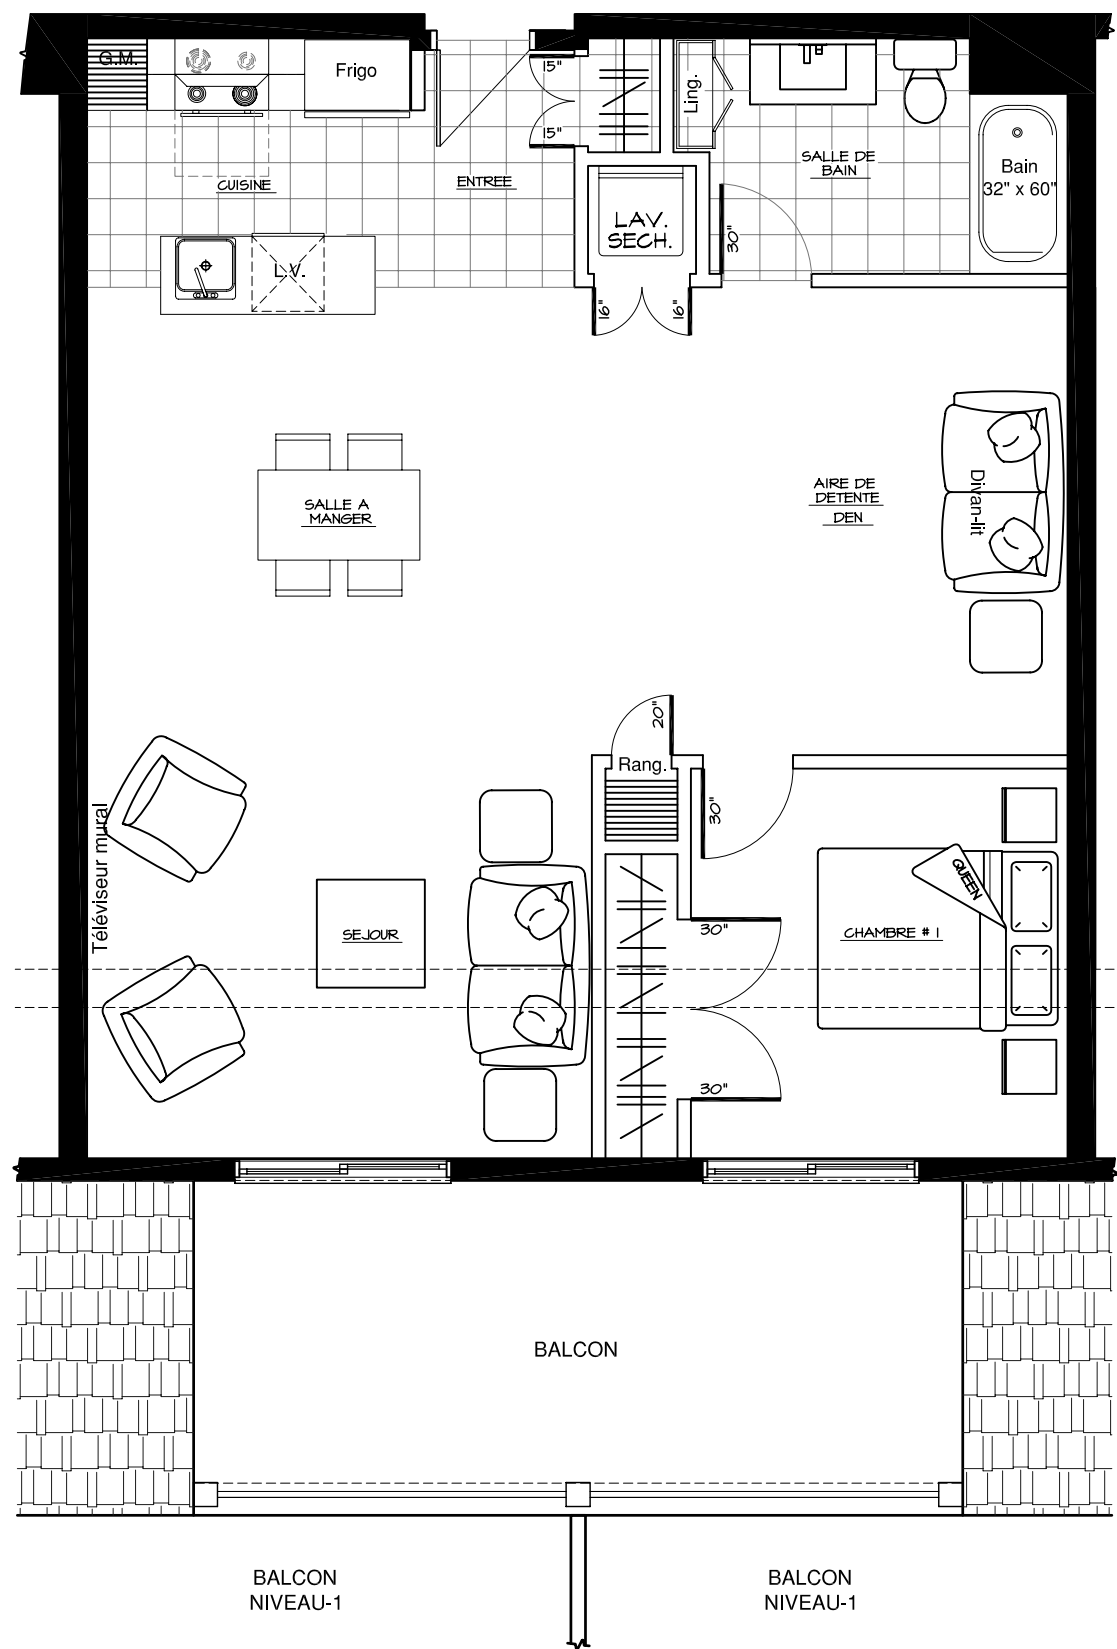 G.M.
Frigo
15"
15"
Ling.
SALLE DE
BAIN
Bain
32" x 60"
CUISINE
ENTREE
LAV.
SECH.
30"
L.V.
16"
16"
SALLE A
MANGER
AIRE DE
DETENTE
DEN
Divan-lit
20"
Rang.
30"
Téléviseur mural
QUEEN
SEJOUR
30"
CHAMBRE # 1
30"
BALCON
BALCON
NIVEAU-1
BALCON
NIVEAU-1